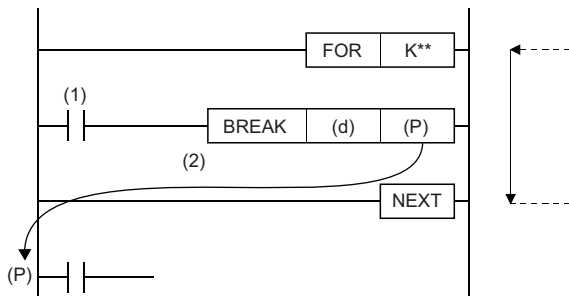 FOR K**
(1)
BREAK (d) (P)
(2)
NEXT
(P)